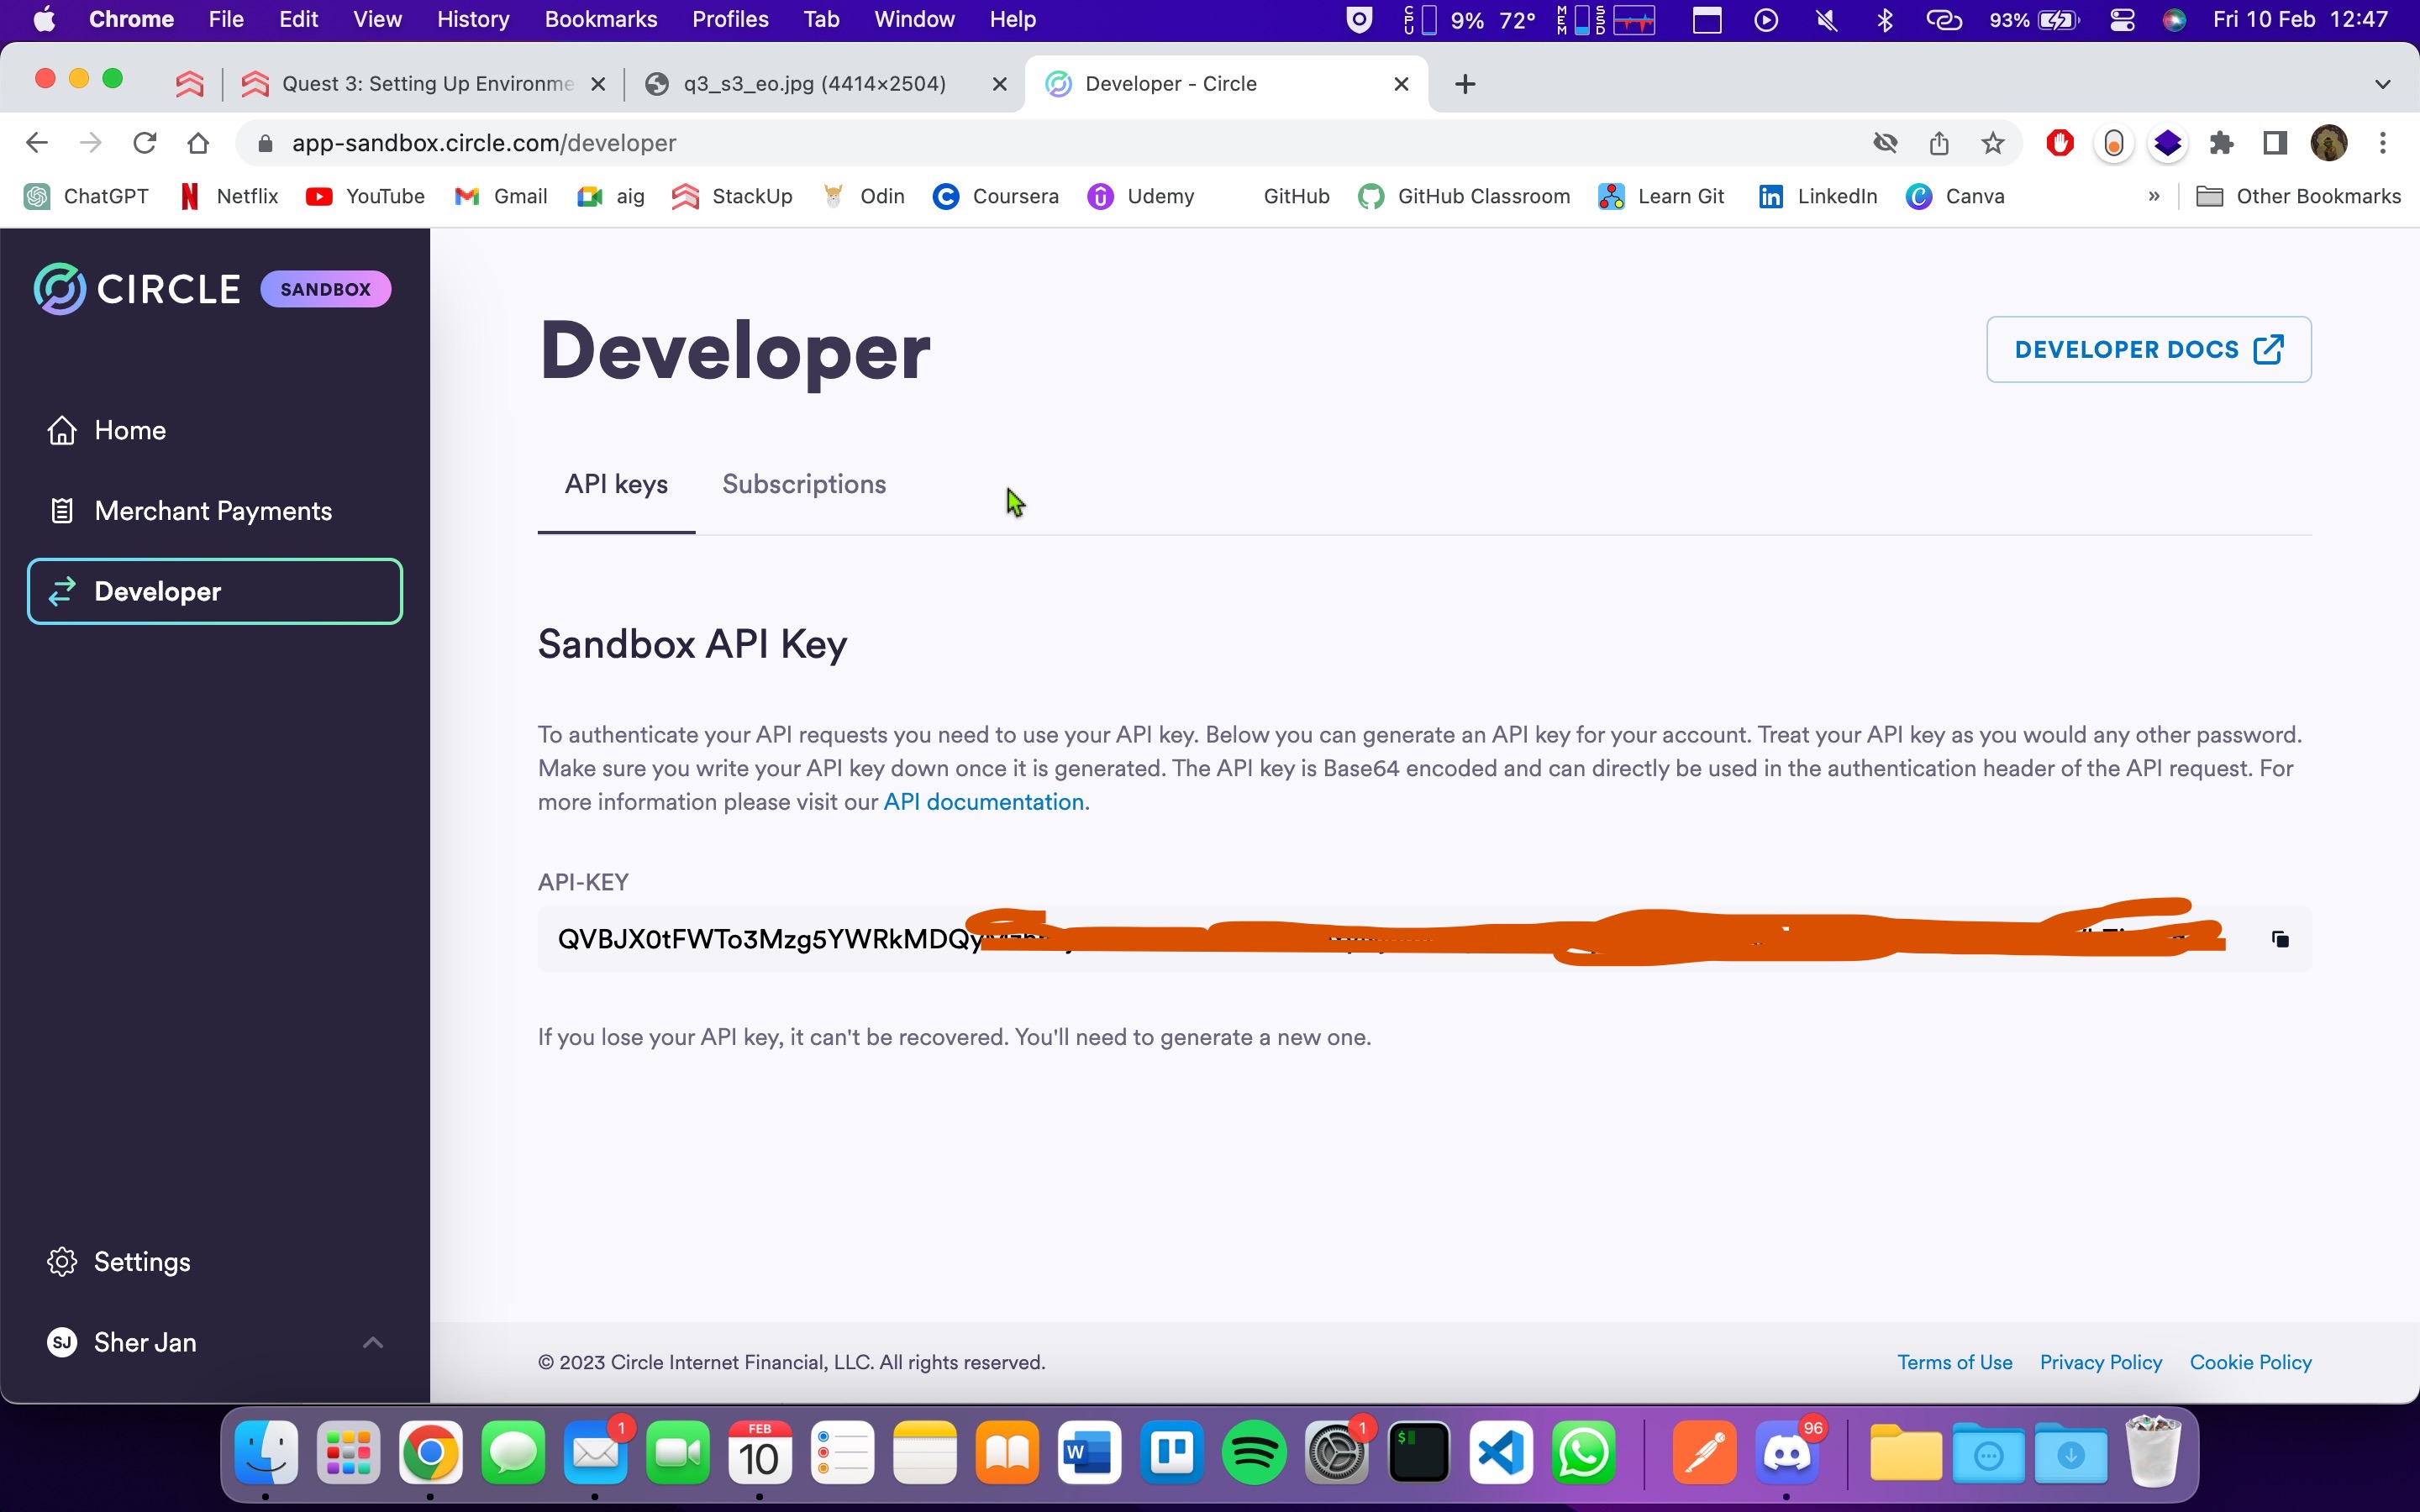 Chrome File Edit View History Bookmarks Profiles Tab Window Help CPU 9% 72° MEM SSD 93% Fri 10 Feb 12:47
Quest 3: Setting Up Environme q3_s3_eo.jpg (4414×2504) Developer - Circle
app-sandbox.circle.com/developer
ChatGPT Netflix YouTube Gmail aig StackUp Odin Coursera Udemy GitHub GitHub Classroom Learn Git LinkedIn Canva » Other Bookmarks
CIRCLE SANDBOX
Home
Merchant Payments
Developer
Settings
SJ Sher Jan
Developer
DEVELOPER DOCS
API keys Subscriptions
Sandbox API Key
To authenticate your API requests you need to use your API key. Below you can generate an API key for your account. Treat your API key as you would any other password.
Make sure you write your API key down once it is generated. The API key is Base64 encoded and can directly be used in the authentication header of the API request. For
more information please visit our API documentation.
API-KEY
QVBJX0tFWTo3Mzg5YWRkMDQy
If you lose your API key, it can't be recovered. You'll need to generate a new one.
© 2023 Circle Internet Financial, LLC. All rights reserved.
Terms of Use Privacy Policy Cookie Policy
1 FEB 10 W 1 $ 96